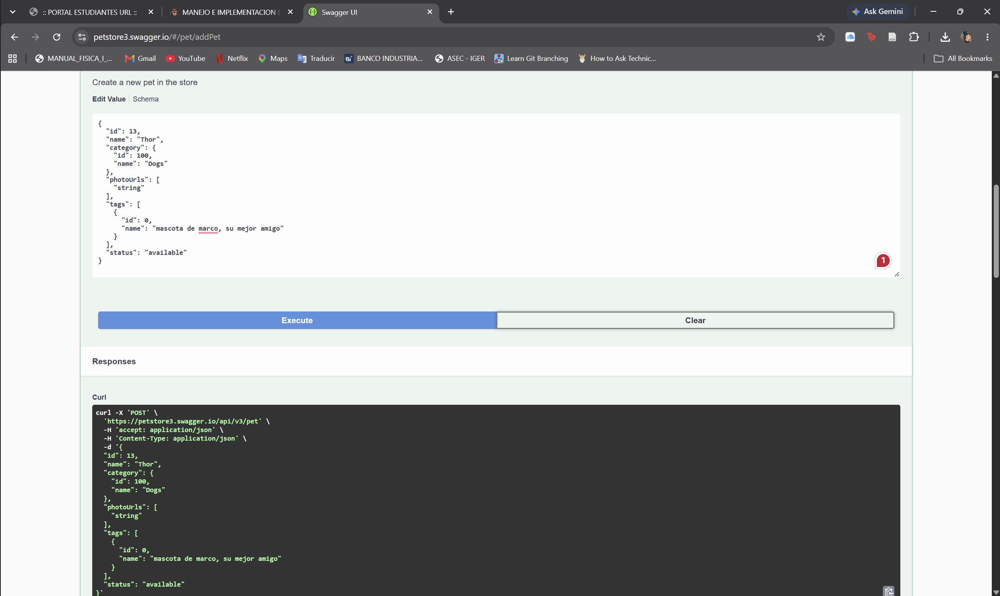 :: PORTAL ESTUDIANTES URL ::
MANEJO E IMPLEMENTACION
Swagger UI
Ask Gemini
petstore3.swagger.io/#/pet/addPet
MANUAL_FISICA_I_...
Gmail
YouTube
Netflix
Maps
Traducir
BANCO INDUSTRIA...
ASEC - IGER
Learn Git Branching
How to Ask Technic...
All Bookmarks
Create a new pet in the store
Edit Value
Schema
{
  "id": 13,
  "name": "Thor",
  "category": {
    "id": 100,
    "name": "Dogs"
  },
  "photoUrls": [
    "string"
  ],
  "tags": [
    {
      "id": 0,
      "name": "mascota de marco, su mejor amigo"
    }
  ],
  "status": "available"
}
1
Execute
Clear
Responses
Curl
curl -X 'POST' \
  'https://petstore3.swagger.io/api/v3/pet' \
  -H 'accept: application/json' \
  -H 'Content-Type: application/json' \
  -d '{
  "id": 13,
  "name": "Thor",
  "category": {
    "id": 100,
    "name": "Dogs"
  },
  "photoUrls": [
    "string"
  ],
  "tags": [
    {
      "id": 0,
      "name": "mascota de marco, su mejor amigo"
    }
  ],
  "status": "available"
}'